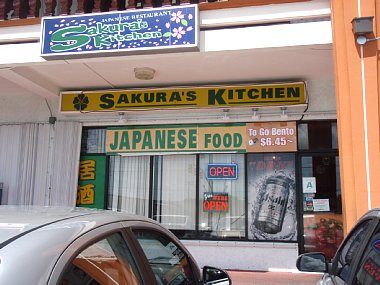 JAPANESE RESTAURANT
Sakura's
Kitchen
SAKURA'S KITCHEN
JAPANESE FOOD
To Go Bento
$6.45~
居
酒
OPEN
OPEN
A